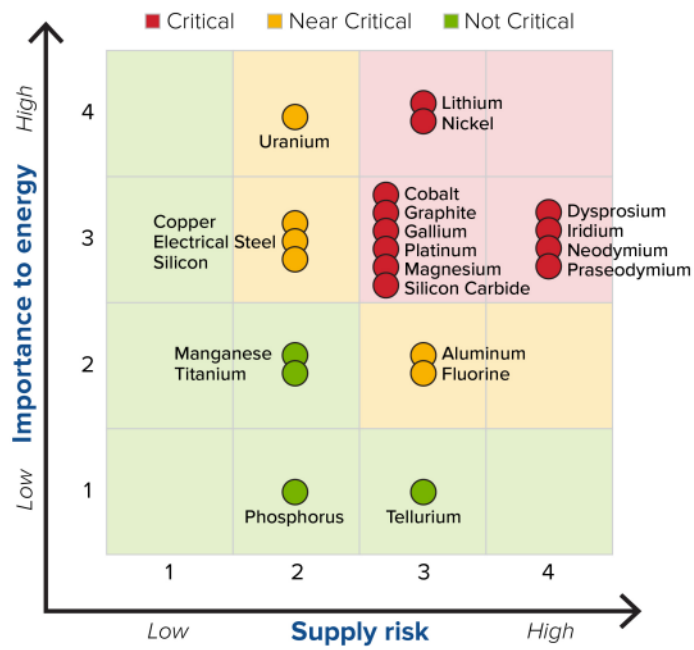 Critical
Near Critical
Not Critical
High
Importance to energy
Low
4
3
2
1
Uranium
Lithium
Nickel
Copper
Electrical Steel
Silicon
Cobalt
Graphite
Gallium
Platinum
Magnesium
Silicon Carbide
Dysprosium
Iridium
Neodymium
Praseodymium
Manganese
Titanium
Aluminum
Fluorine
Phosphorus
Tellurium
1
2
3
4
Low
Supply risk
High